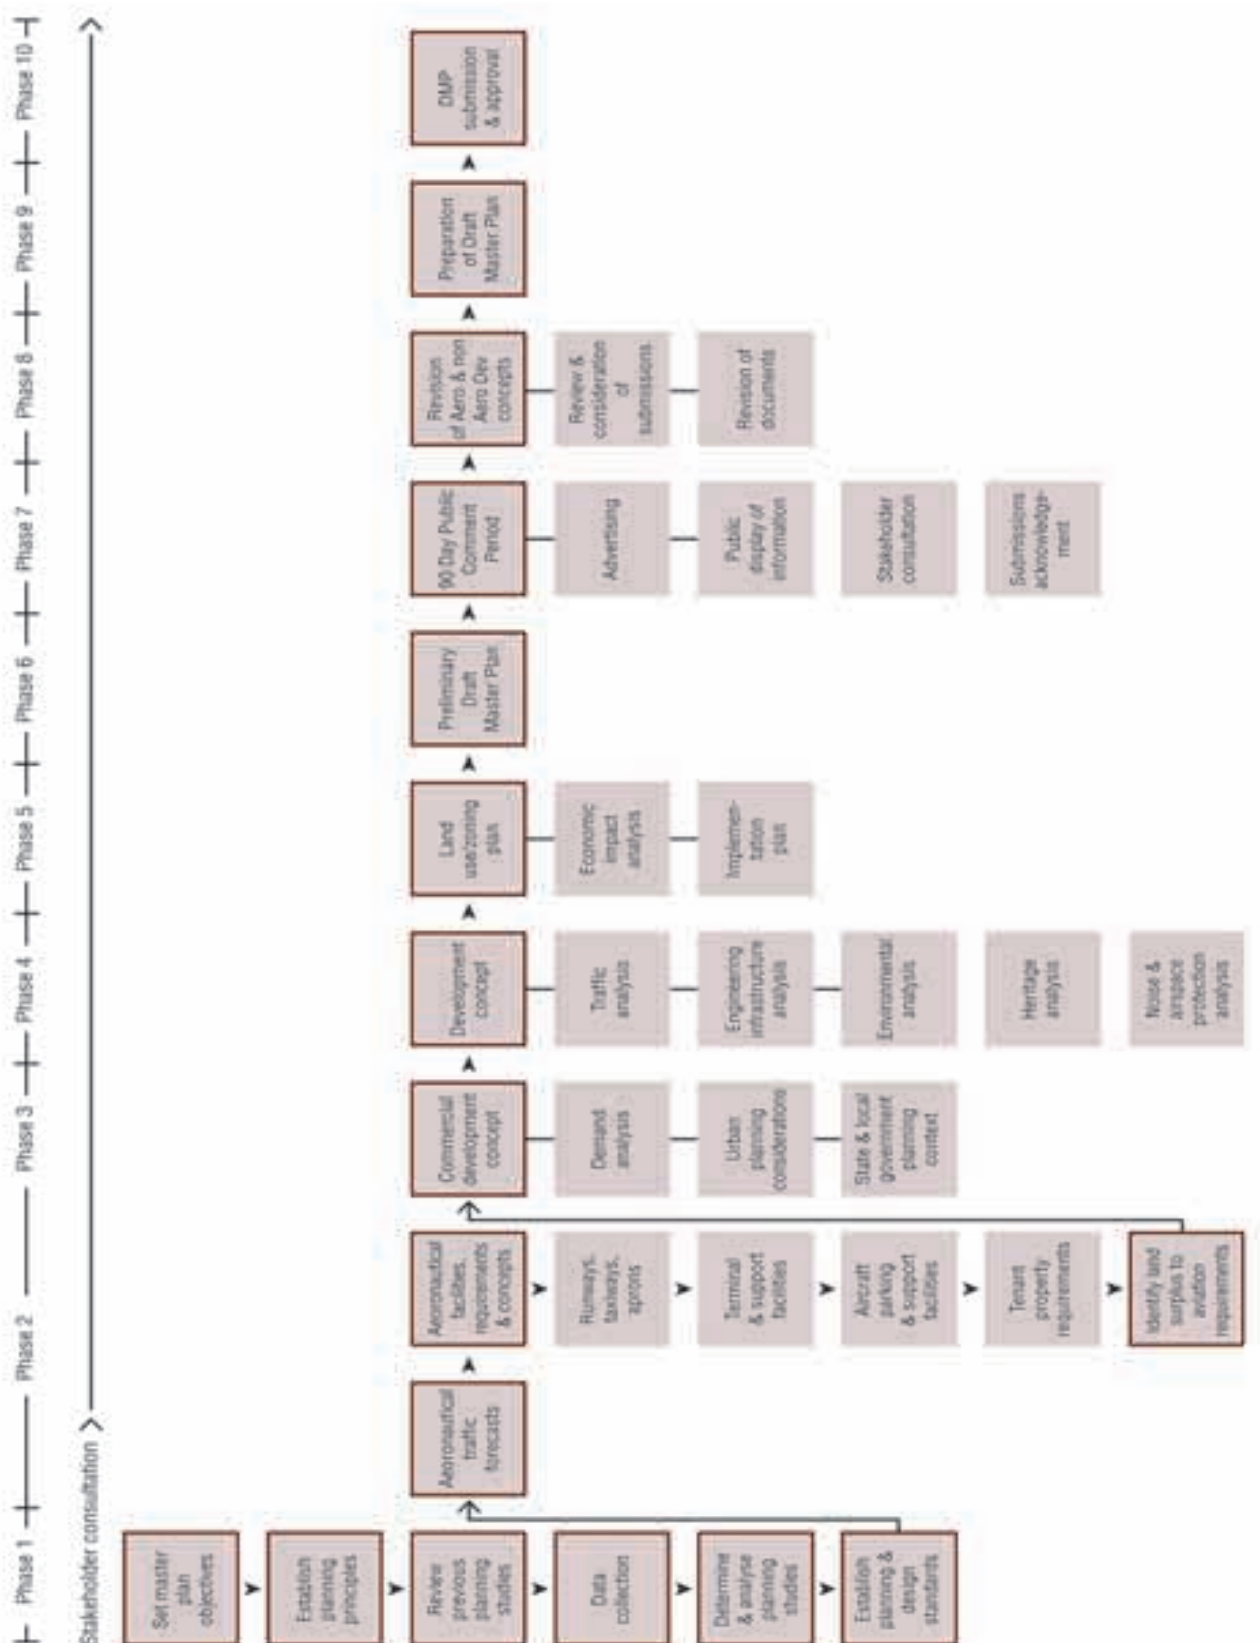 Phase 1
Phase 2
Phase 3
Phase 4
Phase 5
Phase 6
Phase 7
Phase 8
Phase 9
Phase 10
Stakeholder consultation
Set master
plan
objectives
Establish
planning
principles
Review
previous
planning
studies
Data
collection
Determine
& analyse
planning
studies
Establish
planning &
design
standards
Aeoronautical
traffic
forecasts
Aeoronautical
facilities,
requirements
& concepts
Runways,
taxiways,
aprons
Terminal
& support
facilities
Aircraft
parking
& support
facilities
Tenant
property
requirements
Identify land
surplus to
aviation
requirements
Commercial
development
concept
Demand
analysis
Urban
planning
considerations
State & local
government
planning
context
Development
concept
Traffic
analysis
Engineering
infrastructure
analysis
Environmental
analysis
Heritage
analysis
Noise &
airspace
protection
analysis
Land
use/zoning
plan
Economic
impact
analysis
Implemen-
tation
plan
Preliminary
Draft
Master Plan
90 Day Public
Comment
Period
Advertising
Public
display of
information
Stakeholder
consultation
Submissions
acknowledge-
ment
Revision
of Aero & non
Aero Dev
concepts
Review &
consideration
of
submissions
Revision of
documents
Preparation
of Draft
Master Plan
DMP
submission
& approval